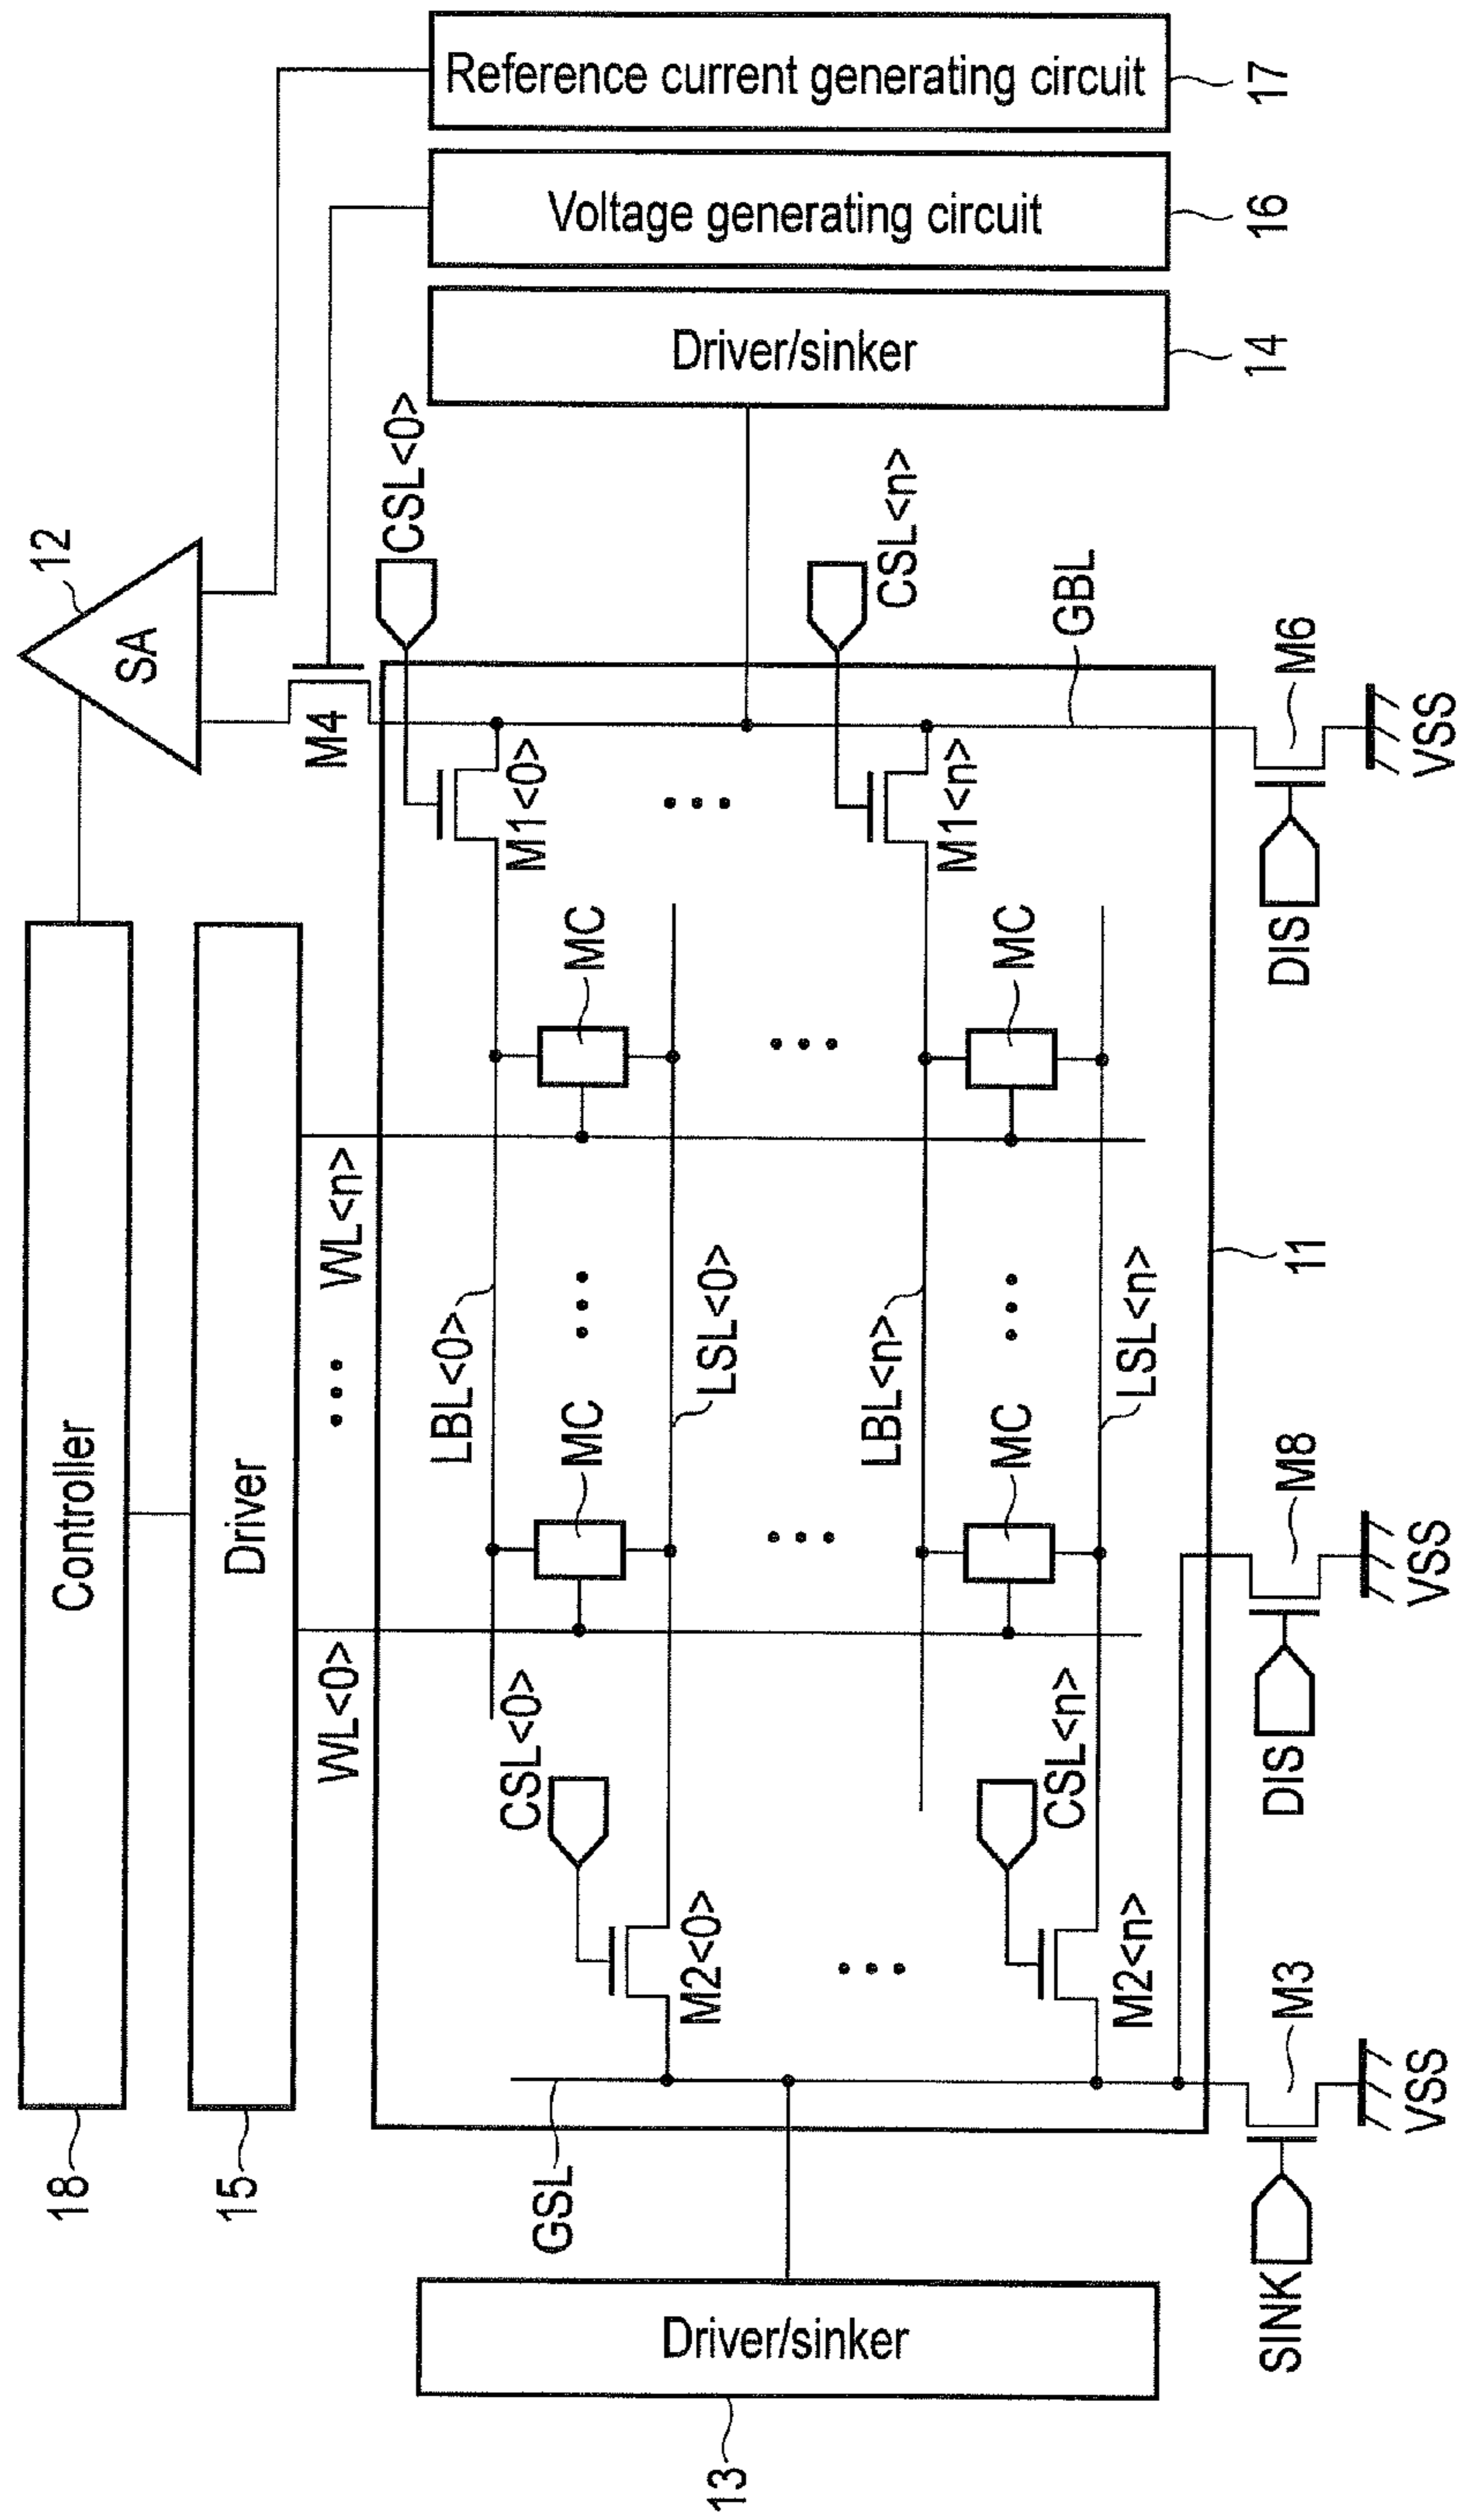 Reference current generating circuit
17
Voltage generating circuit
16
Driver/sinker
14
12
SA
M4
CSL<0>
CSL<n>
GBL
M6
VSS
DIS
M1<0>
M1<n>
Controller
18
Driver
15
WL<n>
WL<0>
MC
MC
MC
MC
LBL<0>
LSL<0>
LBL<n>
LSL<n>
11
CSL<0>
CSL<n>
M8
VSS
DIS
M2<0>
M2<n>
M3
VSS
SINK
GSL
Driver/sinker
13